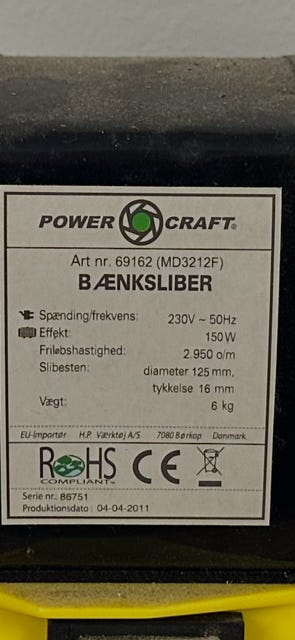 POWER CRAFT®
Art nr. 69162 (MD3212F)
BÆNKSLIBER
Spænding/frekvens: 230V ~ 50Hz
Effekt: 150W
Friløbshastighed: 2.950 o/m
Slibesten: diameter 125mm,
tykkelse 16 mm
Vægt: 6 kg
EU-Importør H.P. Værktøj A/S 7080 Børkop Danmark.
RoHS CE
COMPLIANT
Serie nr.: 86751
Produktionsdato : 04-04-2011